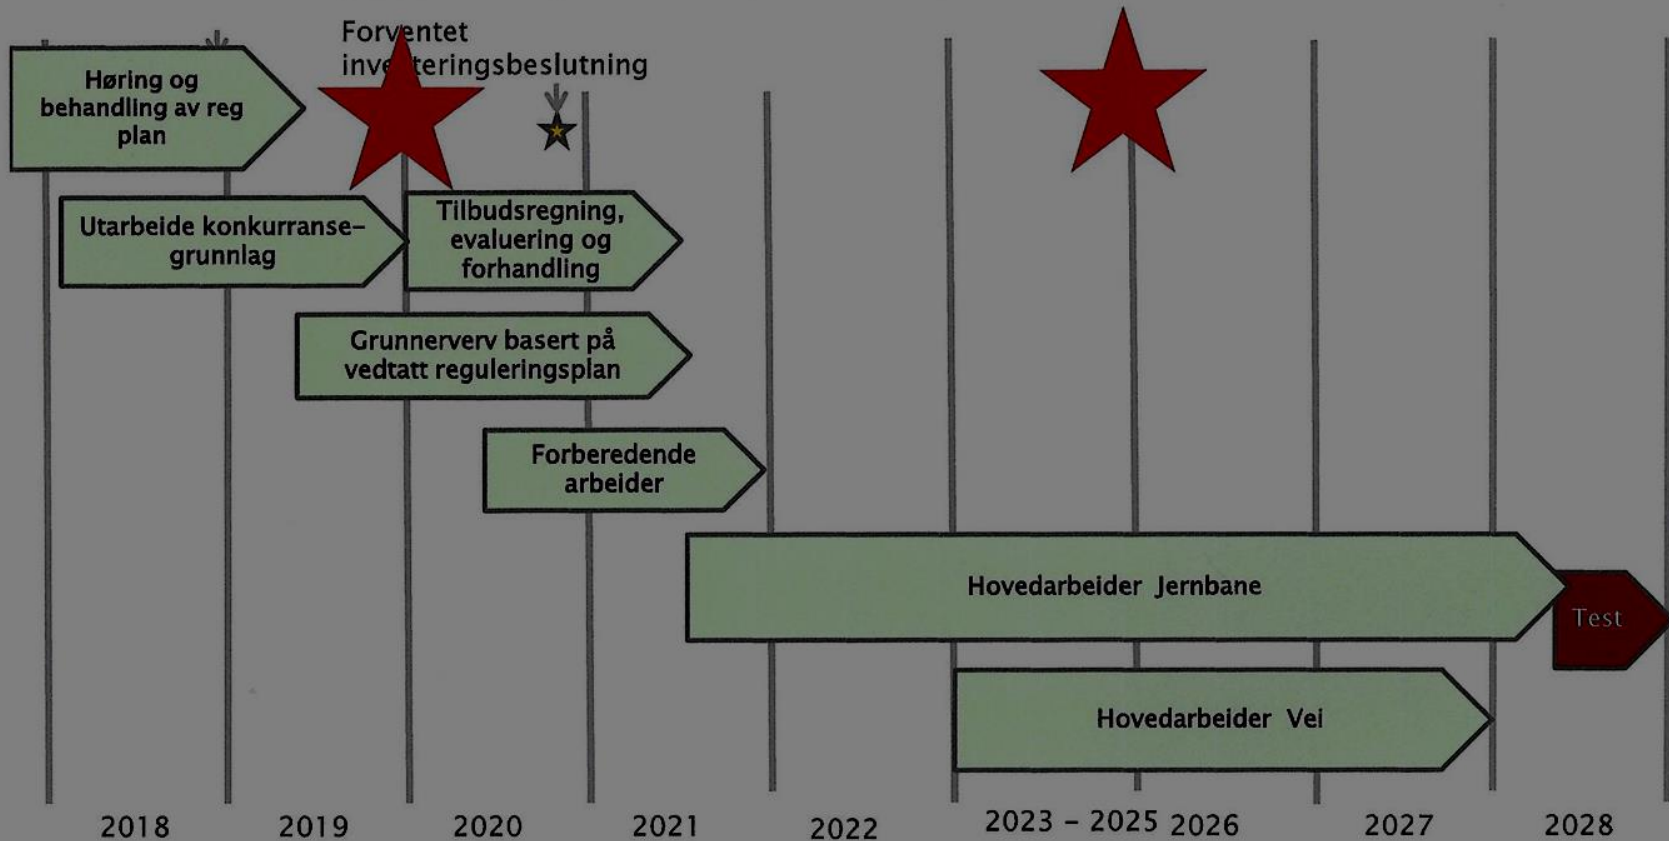 Forventet
investeringsbeslutning
Høring og
behandling av reg
plan
Utarbeide konkurranse-
grunnlag
Tilbudsregning,
evaluering og
forhandling
Grunnerverv basert på
vedtatt reguleringsplan
Forberedende
arbeider
Hovedarbeider Jernbane
Test
Hovedarbeider Vei
2018 2019 2020 2021 2022 2023 - 2025 2026 2027 2028